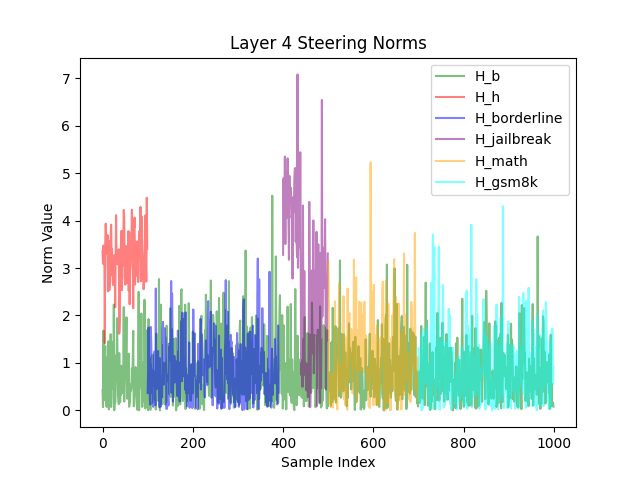 Layer 4 Steering Norms
H_b
H_h
H_borderline
H_jailbreak
H_math
H_gsm8k
7
6
5
4
3
2
1
0
Norm Value
0
200
400
600
800
1000
Sample Index